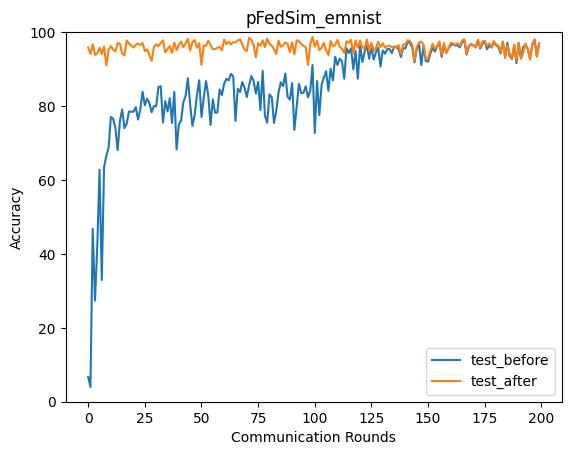 pFedSim_emnist
100
80
60
40
20
0
Accuracy
0 25 50 75 100 125 150 175 200
Communication Rounds
test_before
test_after